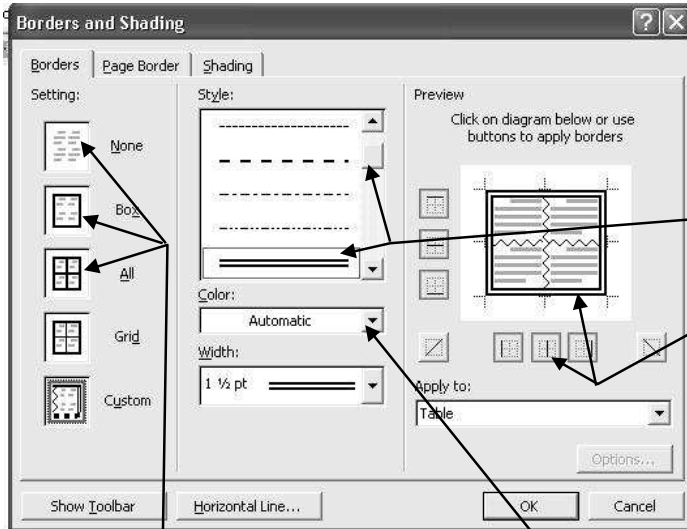 Borders and Shading
Borders Page Border Shading
Setting:
None
Box
All
Grid
Custom
Style:
Color:
Automatic
Width:
1 ½ pt
Preview
Click on diagram below or use
buttons to apply borders
Apply to:
Table
Options...
Show Toolbar
Horizontal Line...
OK
Cancel